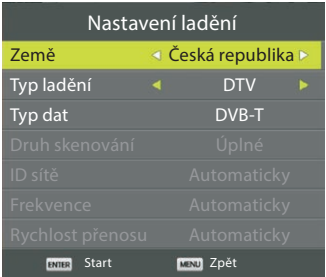 Nastavení ladění
Země Česká republika
Typ ladění DTV
Typ dat DVB-T
Druh skenování Úplné
ID sítě Automaticky
Frekvence Automaticky
Rychlost přenosu Automaticky
ENTER Start MENU Zpět